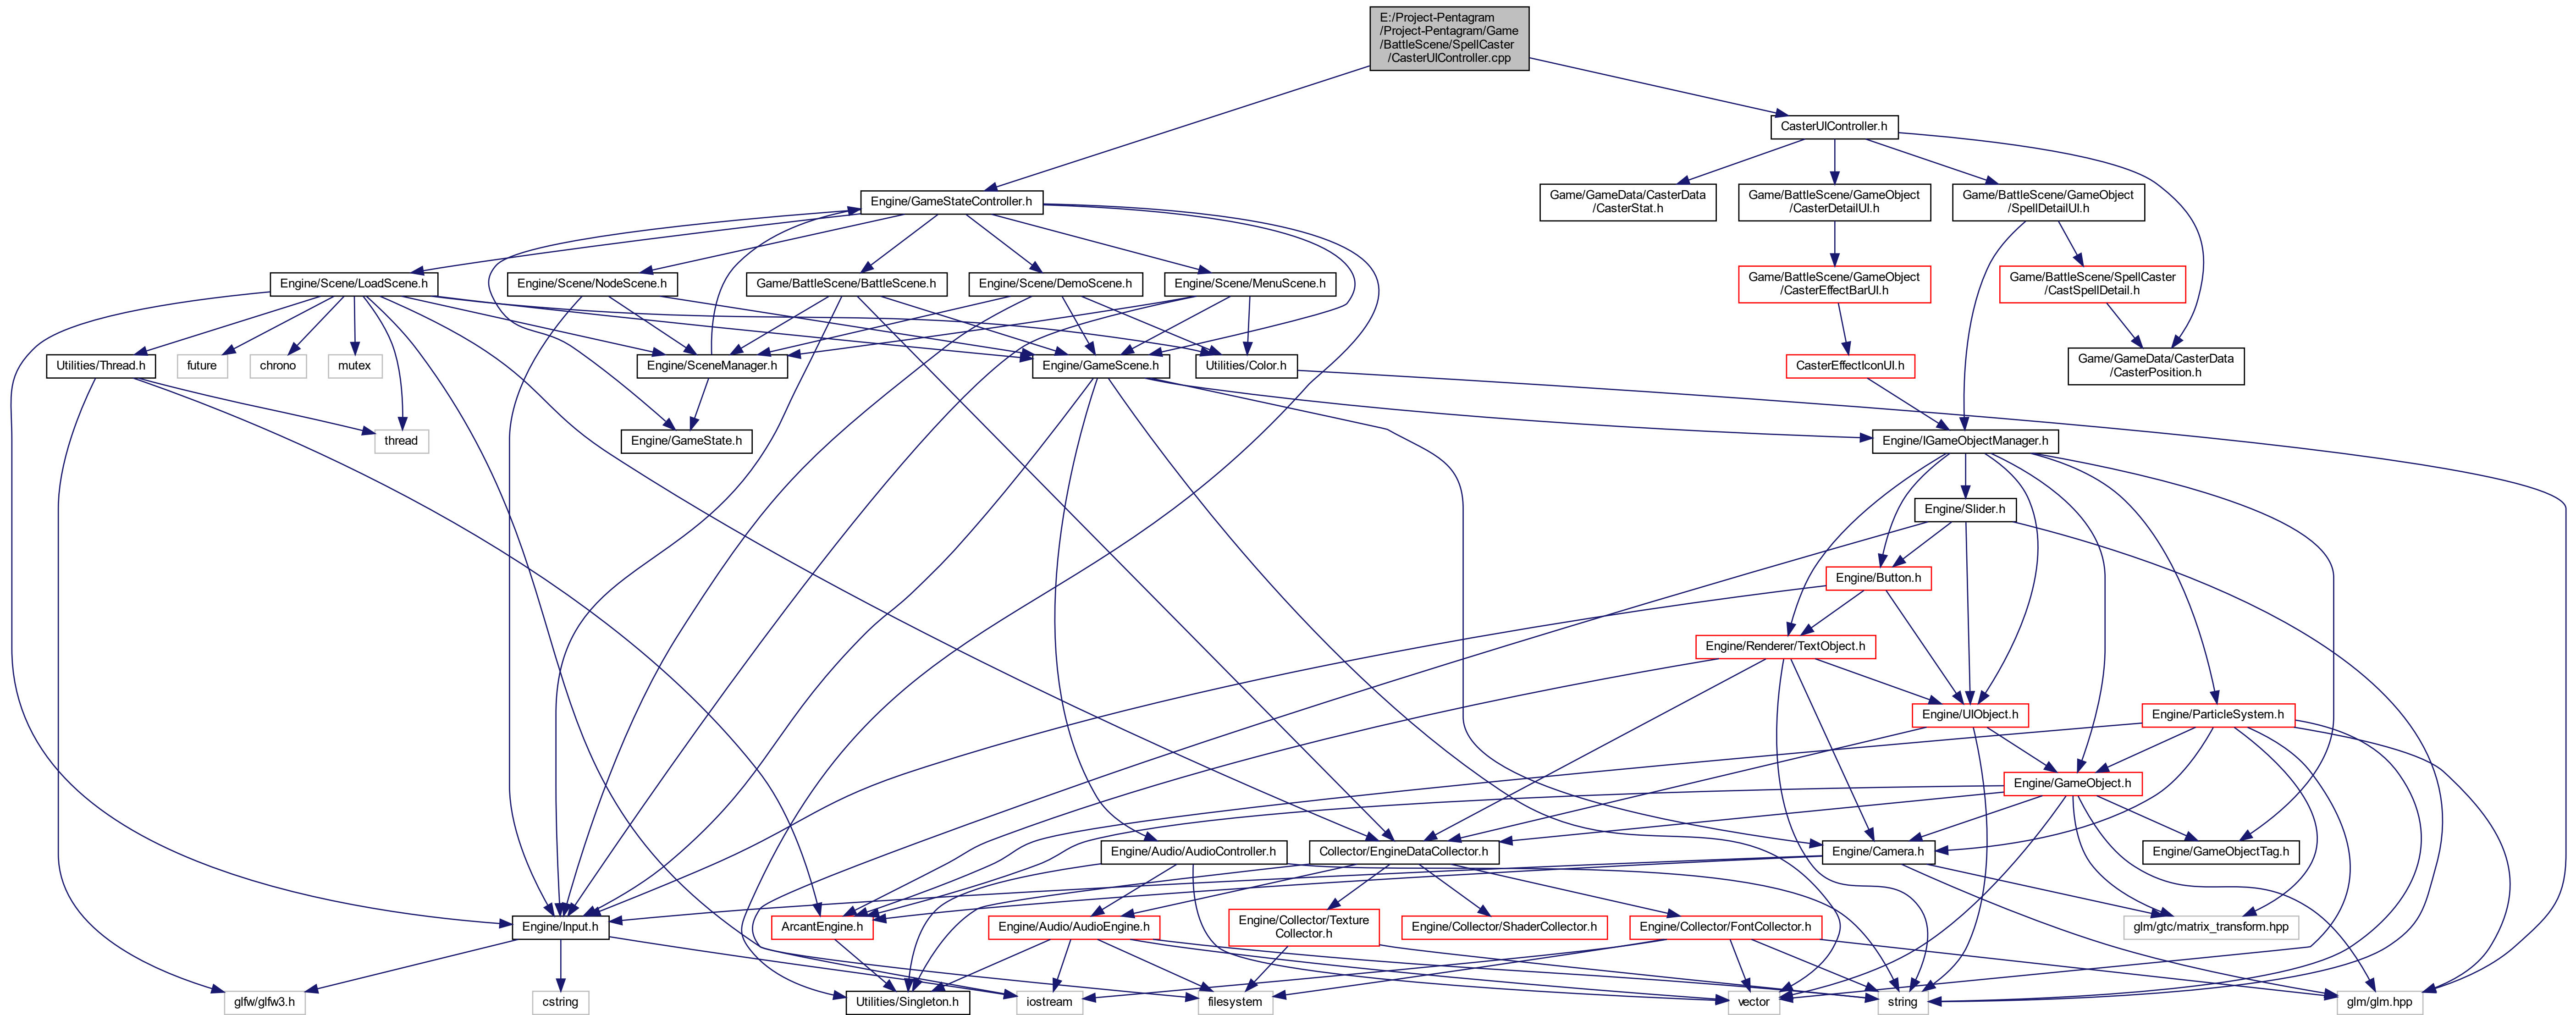 E:/Project-Pentagram
/Project-Pentagram/Game
/BattleScene/SpellCaster
/CasterUIController.cpp
CasterUIController.h
Engine/GameStateController.h
Game/GameData/CasterData
/CasterStat.h
Game/BattleScene/GameObject
/CasterDetailUI.h
Game/BattleScene/GameObject
/SpellDetailUI.h
Engine/Scene/LoadScene.h
Engine/Scene/NodeScene.h
Game/BattleScene/BattleScene.h
Engine/Scene/DemoScene.h
Engine/Scene/MenuScene.h
Game/BattleScene/GameObject
/CasterEffectBarUI.h
Game/BattleScene/SpellCaster
/CastSpellDetail.h
Utilities/Thread.h
future
chrono
mutex
Engine/SceneManager.h
Engine/GameScene.h
Utilities/Color.h
CasterEffectIconUI.h
Game/GameData/CasterData
/CasterPosition.h
thread
Engine/GameState.h
Engine/IGameObjectManager.h
Engine/Slider.h
Engine/Button.h
Engine/Renderer/TextObject.h
Engine/UIObject.h
Engine/ParticleSystem.h
Engine/GameObject.h
Engine/Audio/AudioController.h
Collector/EngineDataCollector.h
Engine/Camera.h
Engine/GameObjectTag.h
Engine/Input.h
ArcantEngine.h
Engine/Audio/AudioEngine.h
Engine/Collector/Texture
Collector.h
Engine/Collector/ShaderCollector.h
Engine/Collector/FontCollector.h
glm/gtc/matrix_transform.hpp
glfw/glfw3.h
cstring
Utilities/Singleton.h
iostream
filesystem
vector
string
glm/glm.hpp